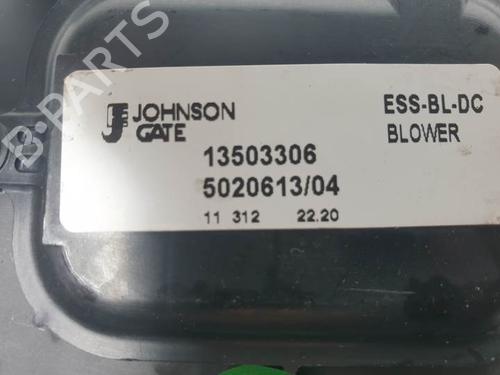 B-PARTS
JOHNSON
GATE
ESS-BL-DC
BLOWER
13503306
5020613/04
11 312 22.20